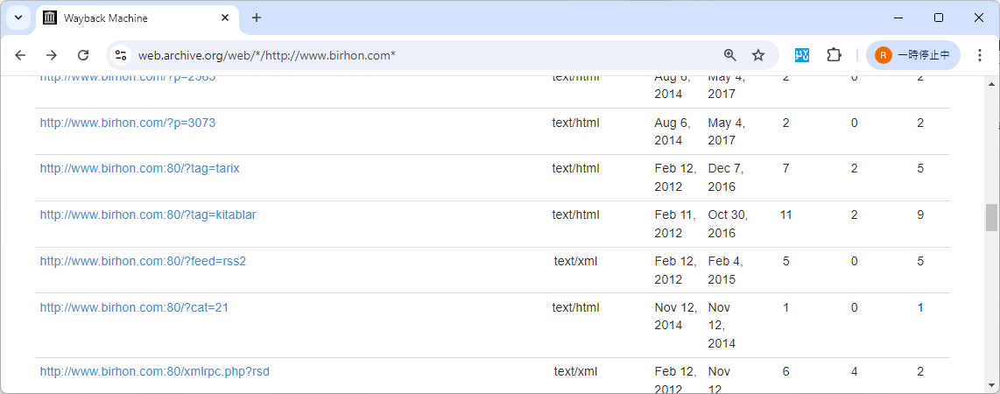 Wayback Machine
web.archive.org/web/*/http://www.birhon.com*
R 一時停止中
http://www.birhon.com/?p=2563 text/html Aug 6, 2014 May 4, 2017 2 0 2
http://www.birhon.com/?p=3073 text/html Aug 6, 2014 May 4, 2017 2 0 2
http://www.birhon.com:80/?tag=tarix text/html Feb 12, 2012 Dec 7, 2016 7 2 5
http://www.birhon.com:80/?tag=kitablar text/html Feb 11, 2012 Oct 30, 2016 11 2 9
http://www.birhon.com:80/?feed=rss2 text/xml Feb 12, 2012 Feb 4, 2015 5 0 5
http://www.birhon.com:80/?cat=21 text/html Nov 12, 2014 Nov 12, 2014 1 0 1
http://www.birhon.com:80/xmlrpc.php?rsd text/xml Feb 12, 2012 Nov 12 6 4 2